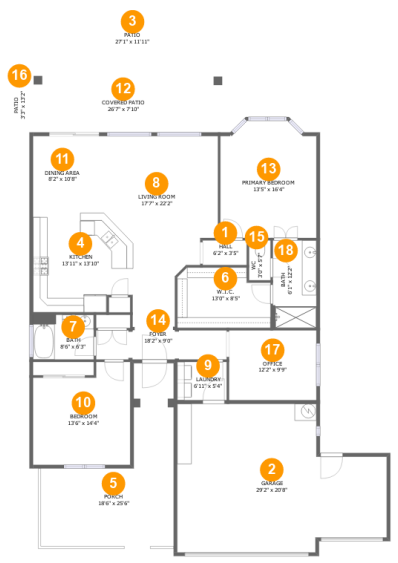 3
PATIO
27'1" x 11'11"
16
PATIO
3'3" x 13'2"
12
COVERED PATIO
26'7" x 7'10"
11
DINING AREA
8'2" x 10'8"
8
LIVING ROOM
17'7" x 22'2"
13
PRIMARY BEDROOM
13'5" x 16'4"
4
KITCHEN
13'11" x 13'10"
1
HALL
6'2" x 3'5"
15
WC
3'0" x 5'7"
18
BATH
6'1" x 12'2"
6
W.I.C.
13'0" x 8'5"
7
BATH
8'6" x 6'3"
14
FOYER
18'2" x 9'0"
17
OFFICE
12'2" x 9'9"
9
LAUNDRY
6'11" x 5'4"
10
BEDROOM
13'6" x 14'4"
5
PORCH
18'6" x 25'6"
2
GARAGE
29'2" x 20'8"